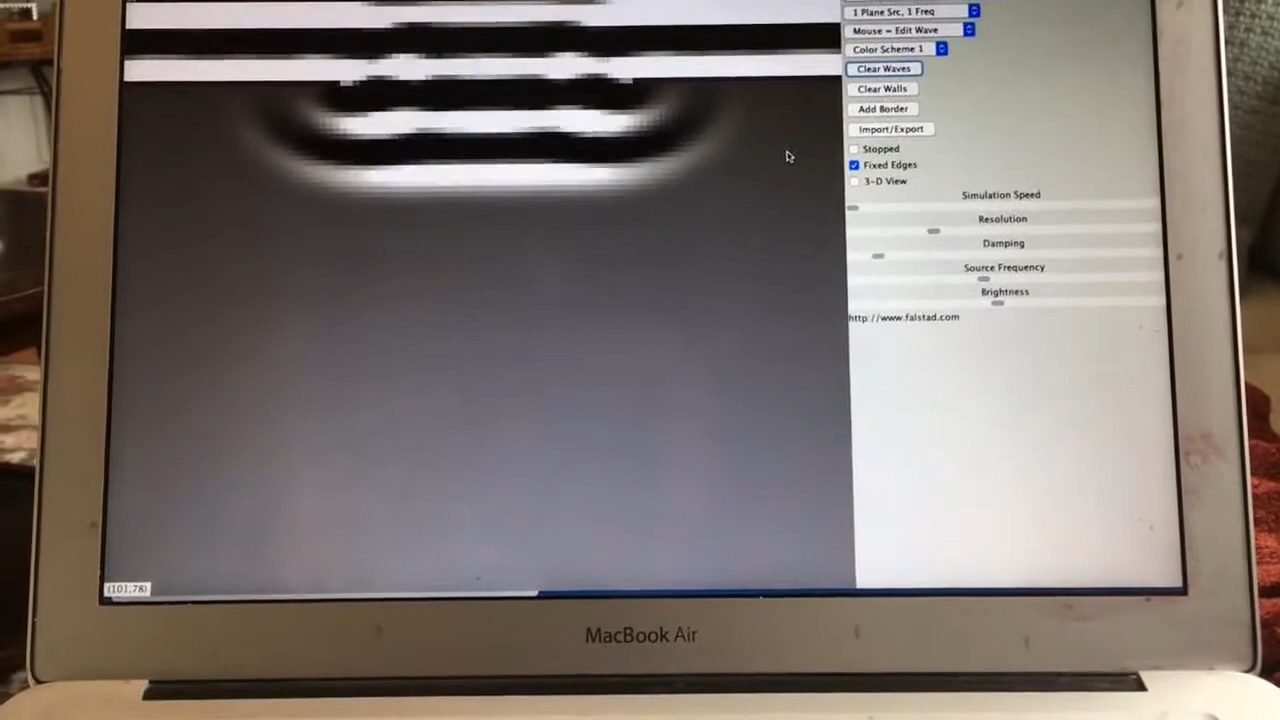 1 Plane Src, 1 Freq
Mouse = Edit Wave
Color Scheme 1
Clear Waves
Clear Walls
Add Border
Import/Export
Stopped
Fixed Edges
3-D View
Simulation Speed
Resolution
Damping
Source Frequency
Brightness
http://www.falstad.com
(101,78)
MacBook Air